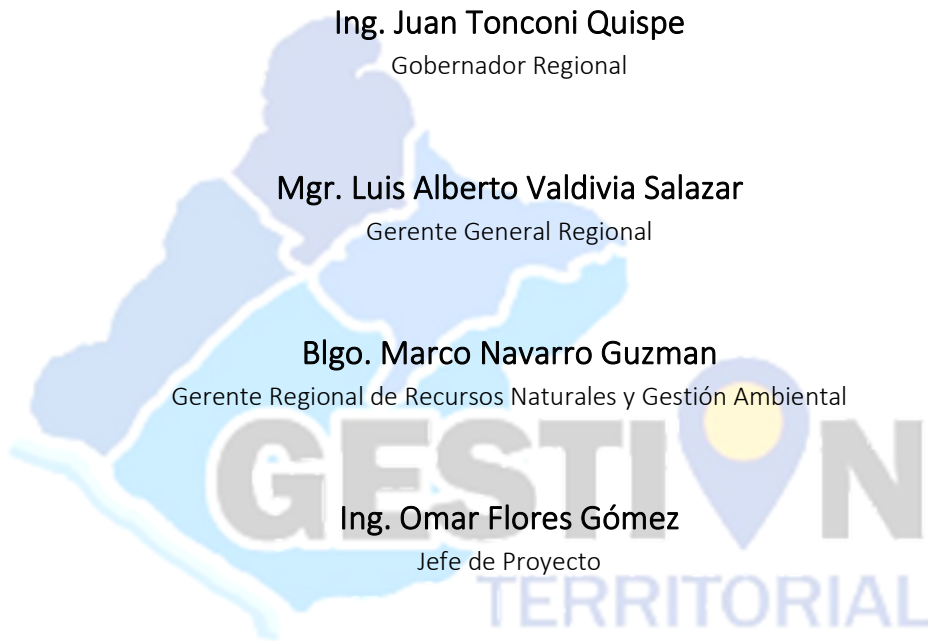 Ing. Juan Tonconi Quispe
Gobernador Regional
Mgr. Luis Alberto Valdivia Salazar
Gerente General Regional
Blgo. Marco Navarro Guzman
Gerente Regional de Recursos Naturales y Gestión Ambiental
GESTION
Ing. Omar Flores Gómez
Jefe de Proyecto
TERRITORIAL